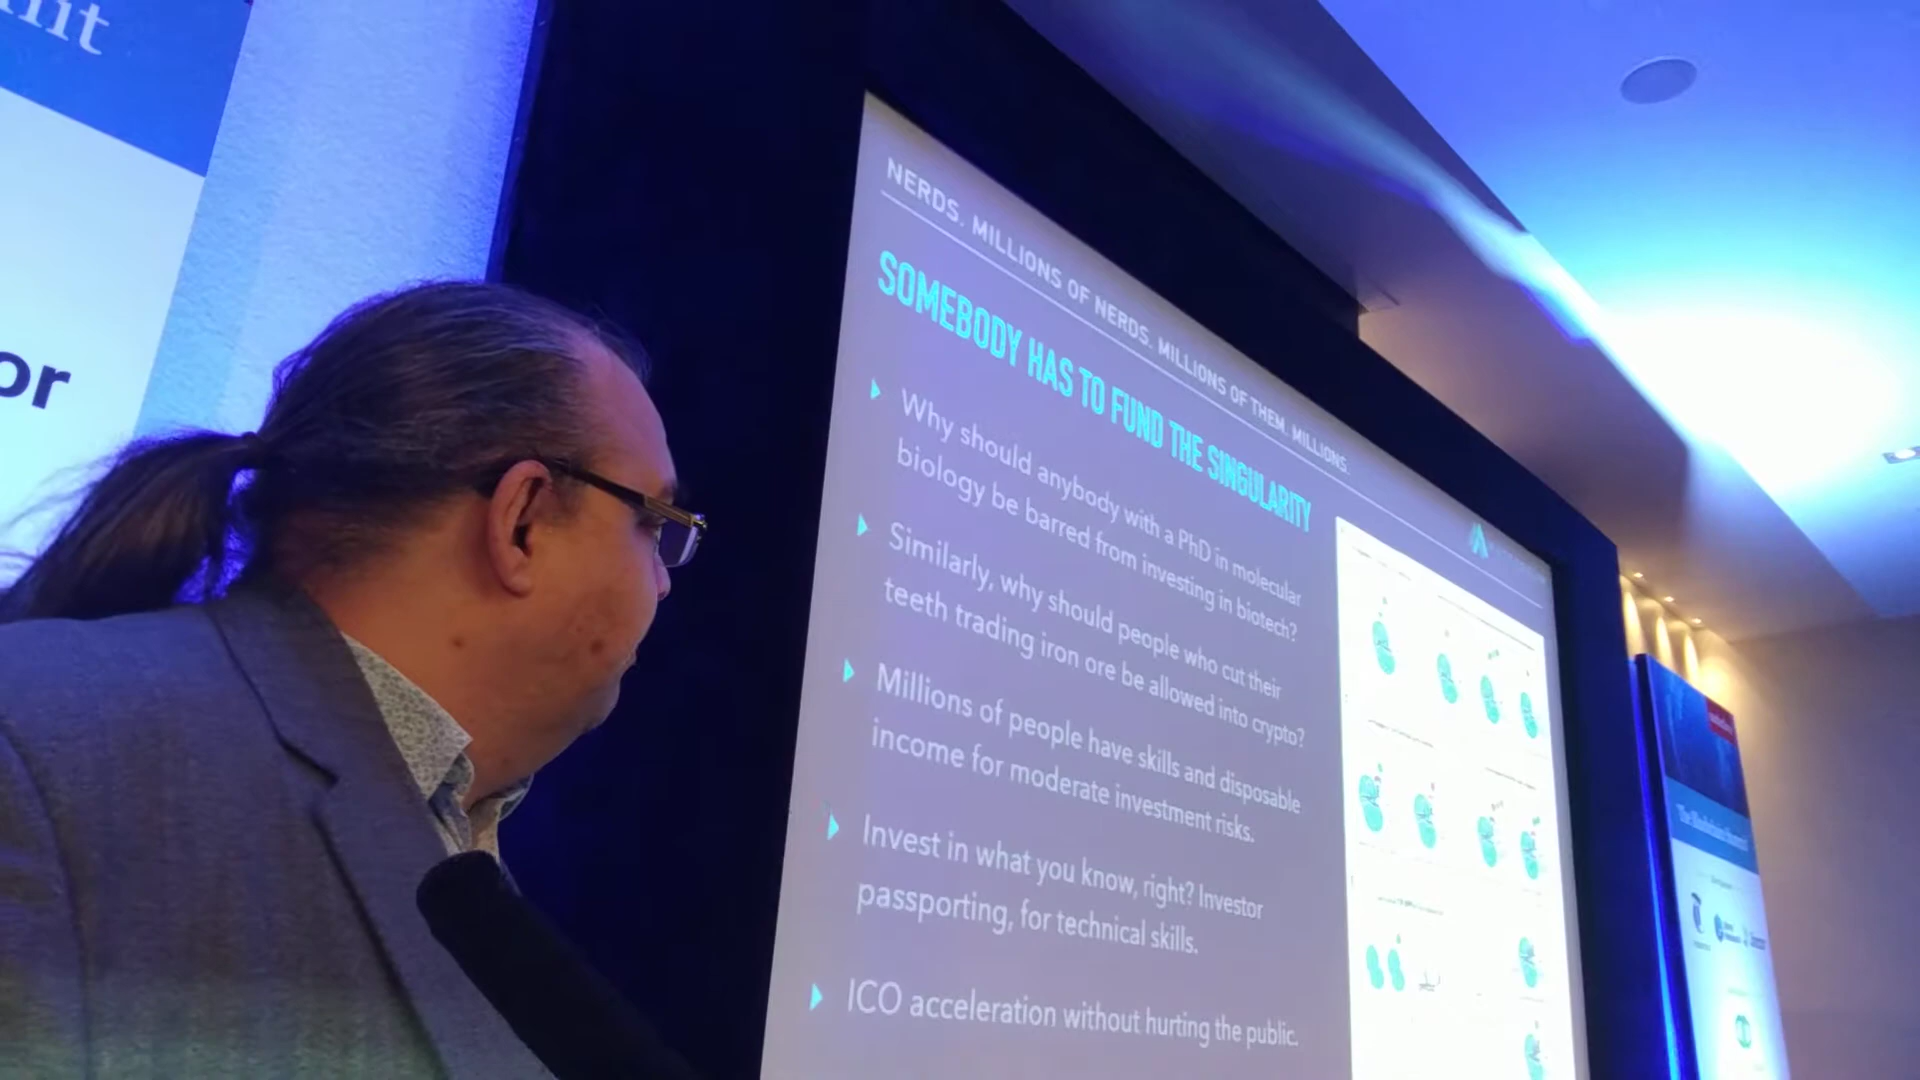 NERDS. MILLIONS OF NERDS. MILLIONS OF THEM. MILLIONS.
SOMEBODY HAS TO FUND THE SINGULARITY
Why should anybody with a PhD in molecular
biology be barred from investing in biotech?
Similarly, why should people who cut their
teeth trading iron ore be allowed into crypto?
Millions of people have skills and disposable
income for moderate investment risks.
Invest in what you know, right? Investor
passporting, for technical skills.
ICO acceleration without hurting the public.
or